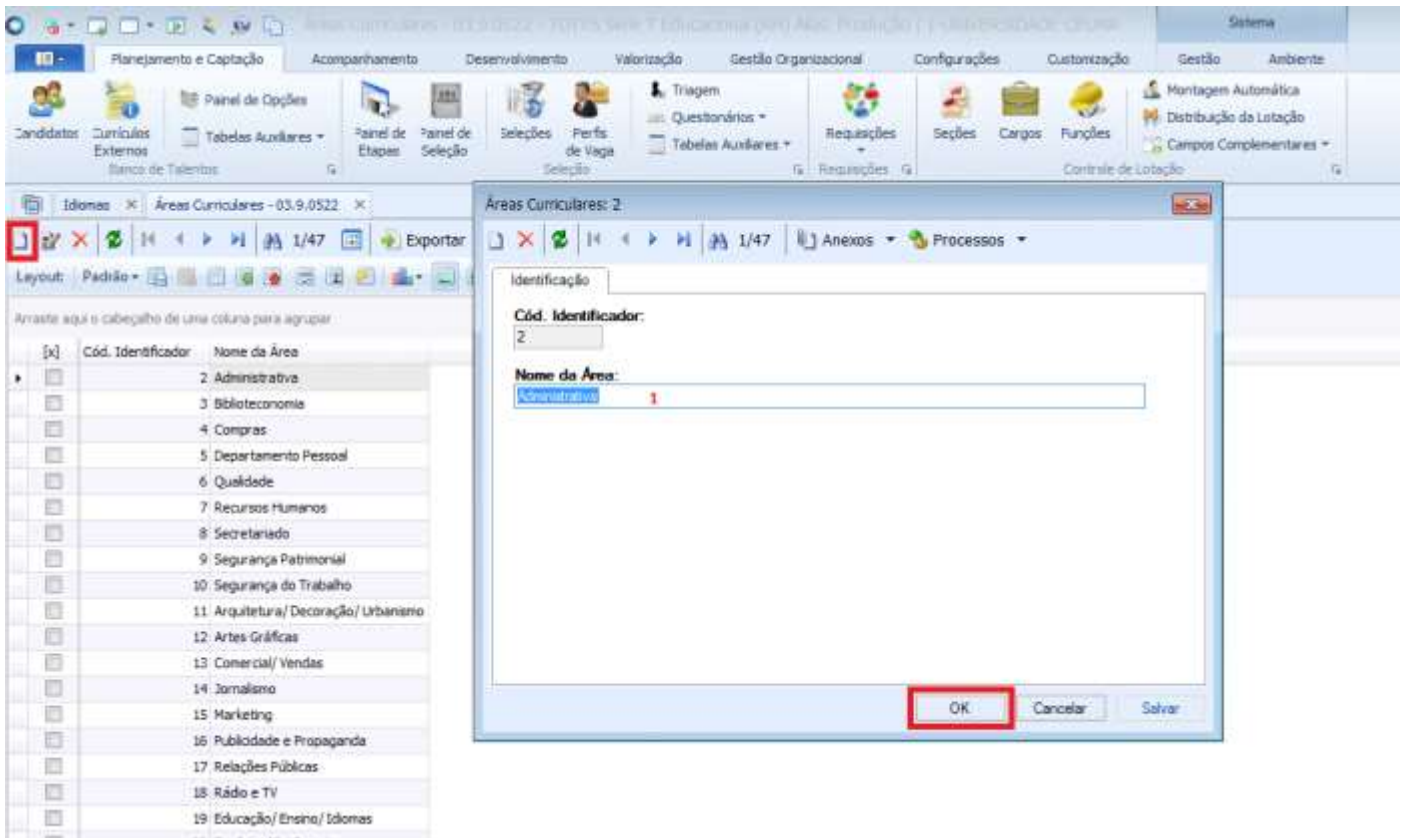 Sistema
Planejamento e Captação Acompanhamento Desenvolvimento Valorização Gestão Organizacional Configurações Customização Gestão Ambiente
Candidatos
Currículos Externos
Painel de Opções
Tabelas Auxiliares
Painel de Etapas
Painel de Seleção
Banco de Talentos
Seleções
Perfis de Vaga
Triagem
Questionários
Tabelas Auxiliares
Seleção
Requisições
Requisições
Seções
Cargos
Funções
Montagem Automática
Distribuição da Lotação
Campos Complementares
Controle de Lotação
Idiomas
Áreas Curriculares - 03.9.0522
1/47 Exportar
Layout: Padrão
Arraste aqui o cabeçalho de uma coluna para agrupar
[x] Cód. Identificador Nome da Área
2 Administrativa
3 Biblioteconomia
4 Compras
5 Departamento Pessoal
6 Qualidade
7 Recursos Humanos
8 Secretariado
9 Segurança Patrimonial
10 Segurança do Trabalho
11 Arquitetura/ Decoração/ Urbanismo
12 Artes Gráficas
13 Comercial/ Vendas
14 Jornalismo
15 Marketing
16 Publicidade e Propaganda
17 Relações Públicas
18 Rádio e TV
19 Educação/ Ensino/ Idiomas
Áreas Curriculares: 2
1/47 Anexos Processos
Identificação
Cód. Identificador:
2
Nome da Área:
Administrativa 1
OK Cancelar Salvar